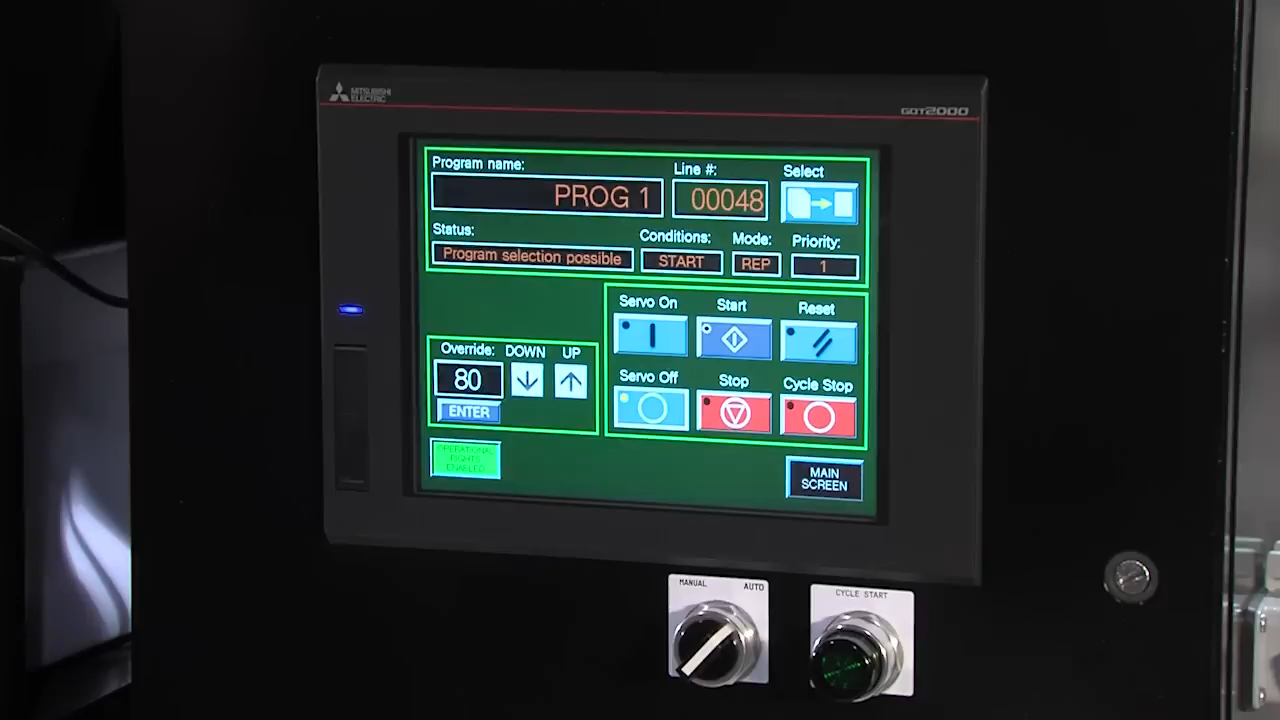 MITSUBISHI
ELECTRIC
GOT2000
Program name:
Line #:
Select
PROG 1
00048
Status:
Conditions:
Mode:
Priority:
Program selection possible
START
REP
1
Servo On
Start
Reset
Override:
DOWN
UP
80
ENTER
Servo Off
Stop
Cycle Stop
OPERATIONAL
RIGHTS
ENABLED
MAIN
SCREEN
MANUAL
AUTO
CYCLE START